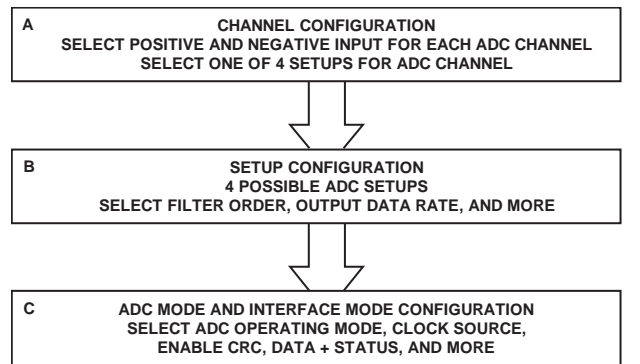 A
CHANNEL CONFIGURATION
SELECT POSITIVE AND NEGATIVE INPUT FOR EACH ADC CHANNEL
SELECT ONE OF 4 SETUPS FOR ADC CHANNEL
B
SETUP CONFIGURATION
4 POSSIBLE ADC SETUPS
SELECT FILTER ORDER, OUTPUT DATA RATE, AND MORE
C
ADC MODE AND INTERFACE MODE CONFIGURATION
SELECT ADC OPERATING MODE, CLOCK SOURCE,
ENABLE CRC, DATA + STATUS, AND MORE